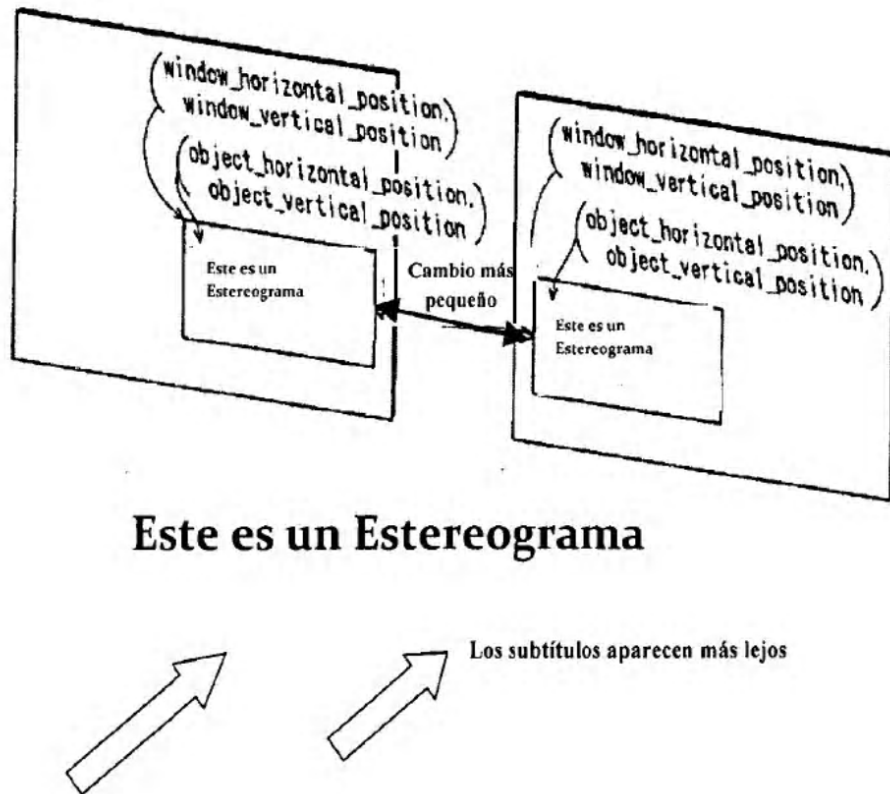 (window_horizontal_position,
window_vertical_position)
(object_horizontal_position,
object_vertical_position)
Este es un
Estereograma
Cambio más
pequeño
(window_horizontal_position,
window_vertical_position)
(object_horizontal_position,
object_vertical_position)
Este es un
Estereograma
Este es un Estereograma
Los subtítulos aparecen más lejos